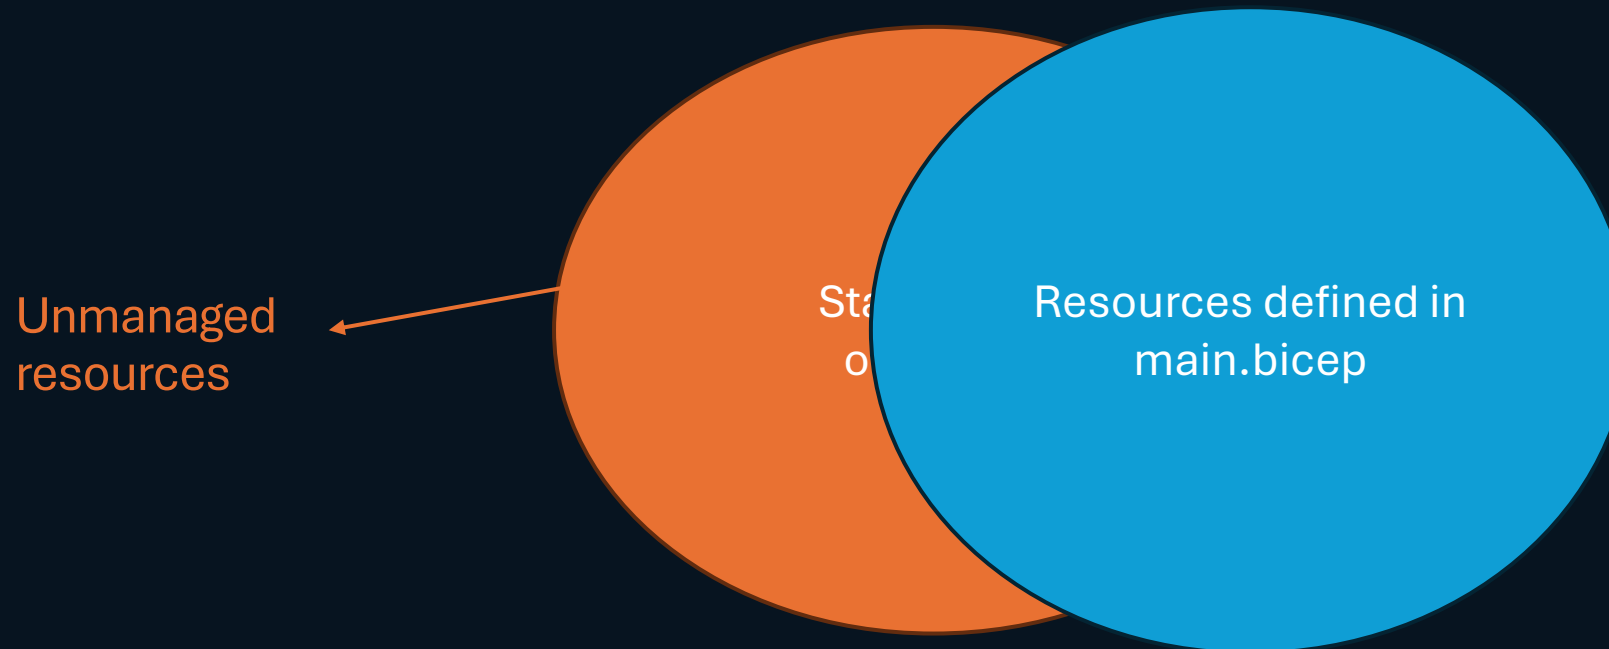 Unmanaged
resources
Resources defined in
main.bicep